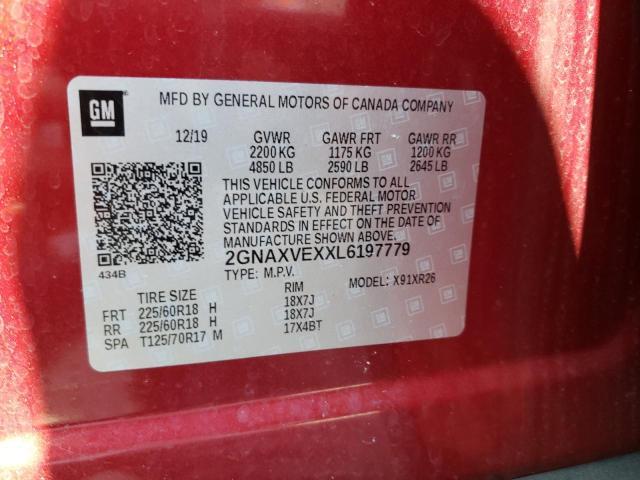 GM
MFD BY GENERAL MOTORS OF CANADA COMPANY
12/19 GVWR GAWR FRT GAWR RR
2200 KG 1175 KG 1200 KG
4850 LB 2590 LB 2645 LB
THIS VEHICLE CONFORMS TO ALL
APPLICABLE U.S. FEDERAL MOTOR
VEHICLE SAFETY AND THEFT PREVENTION
STANDARDS IN EFFECT ON THE DATE OF
MANUFACTURE SHOWN ABOVE.
2GNAXVEXXL6197779
434B TYPE: M.P.V. MODEL: X91XR26
TIRE SIZE RIM
FRT 225/60R18 H 18X7J
RR 225/60R18 H 18X7J
SPA T125/70R17 M 17X4BT